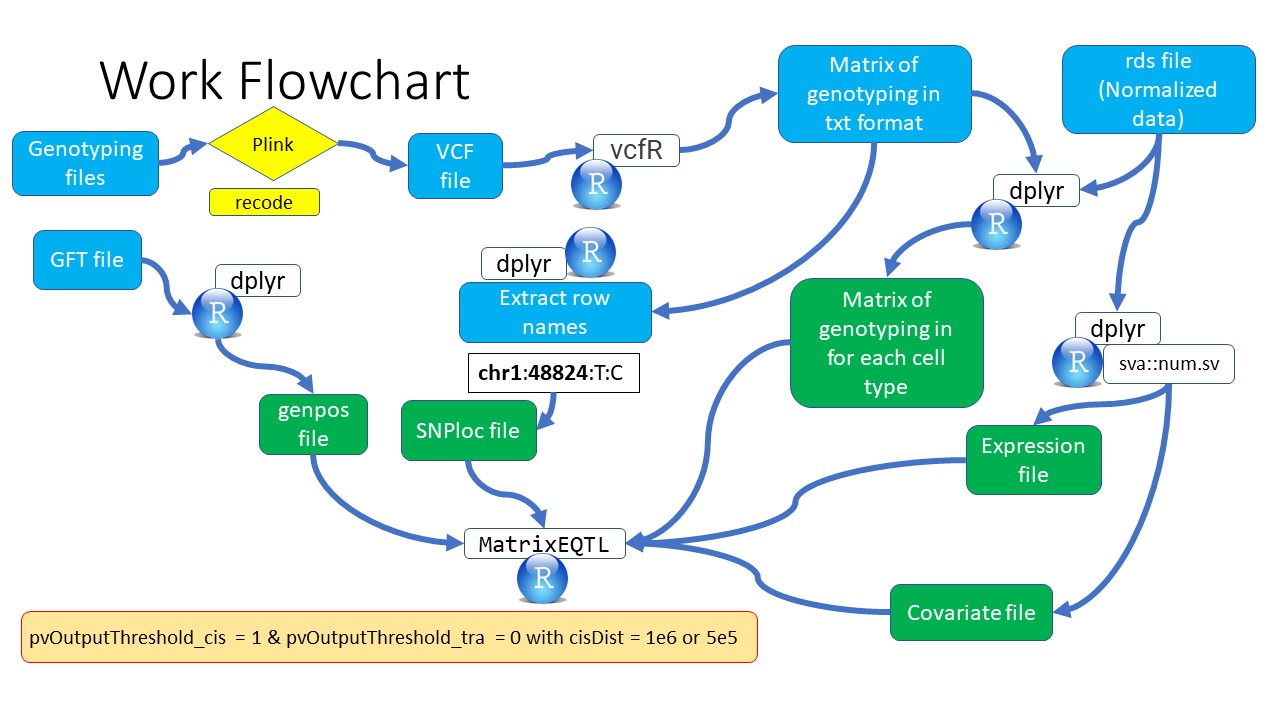 Work Flowchart
Genotyping
files
Plink
recode
VCF
file
vcfR
R
Matrix of
genotyping in
txt format
rds file
(Normalized
data)
dplyr
R
GFT file
dplyr
R
dplyr
R
Extract row
names
chr1:48824:T:C
Matrix of
genotyping in
for each cell
type
dplyr
R
sva::num.sv
genpos
file
SNPloc file
Expression
file
MatrixEQTL
R
Covariate file
pvOutputThreshold_cis = 1 & pvOutputThreshold_tra = 0 with cisDist = 1e6 or 5e5